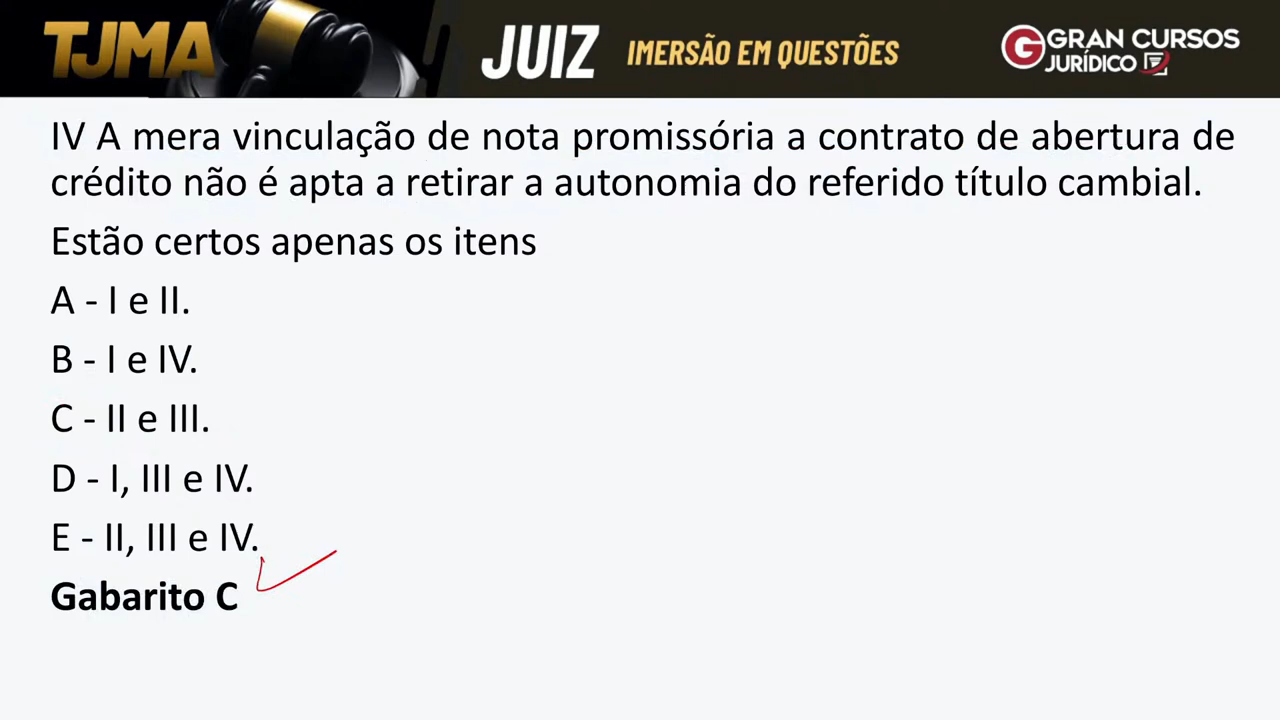 TJMA
JUIZ
IMERSÃO EM QUESTÕES
GRAN CURSOS
JURÍDICO
IV A mera vinculação de nota promissória a contrato de abertura de
crédito não é apta a retirar a autonomia do referido título cambial.
Estão certos apenas os itens
A - I e II.
B - I e IV.
C - II e III.
D - I, III e IV.
E - II, III e IV.
Gabarito C